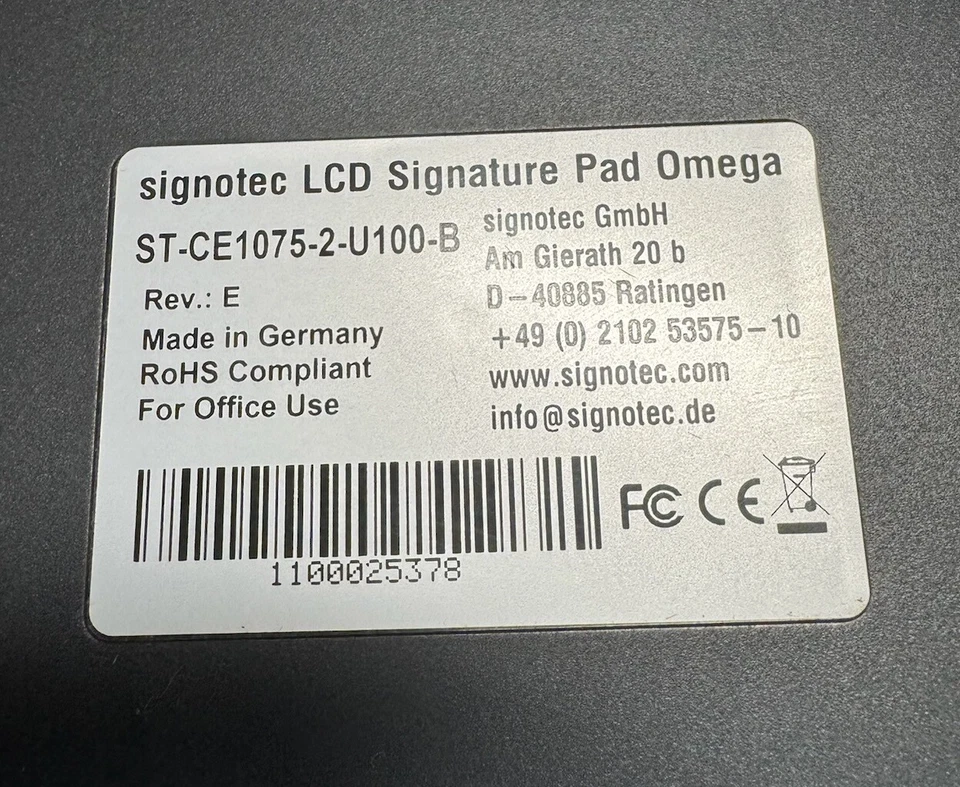 signotec LCD Signature Pad Omega
ST-CE1075-2-U100-B
Rev.: E
Made in Germany
RoHS Compliant
For Office Use
signotec GmbH
Am Gierath 20 b
D-40885 Ratingen
+49 (0) 2102 53575-10
www.signotec.com
info@signotec.de
1100025378
FC CE